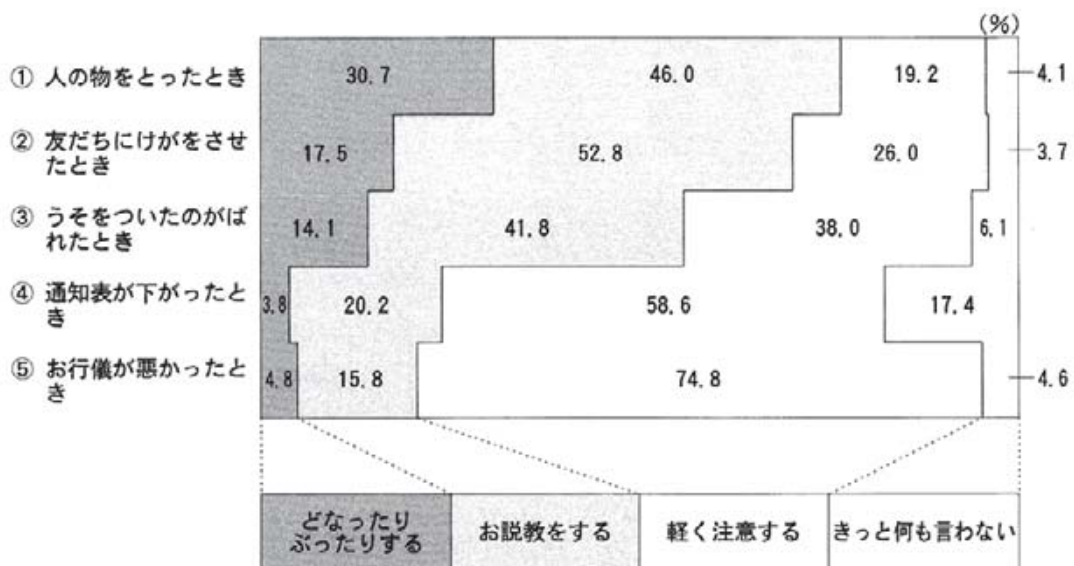 (%)
① 人の物をとったとき
30.7
46.0
19.2
4.1
② 友だちにけがをさせ
たとき
17.5
52.8
26.0
3.7
③ うそをついたのがば
れたとき
14.1
41.8
38.0
6.1
④ 通知表が下がったと
き
3.8
20.2
58.6
17.4
⑤ お行儀が悪かったと
き
4.8
15.8
74.8
4.6
どなったり
ぶったりする
お説教をする
軽く注意する
きっと何も言わない